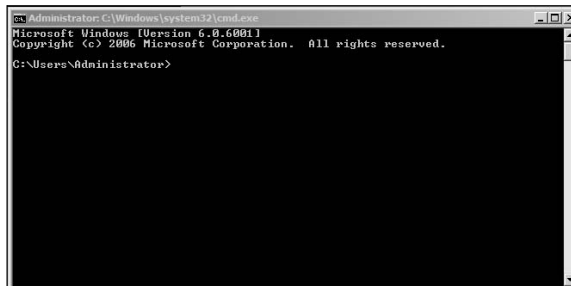 Administrator: C:\Windows\system32\cmd.exe
Microsoft Windows [Version 6.0.6001]
Copyright (c) 2006 Microsoft Corporation.  All rights reserved.
C:\Users\Administrator>